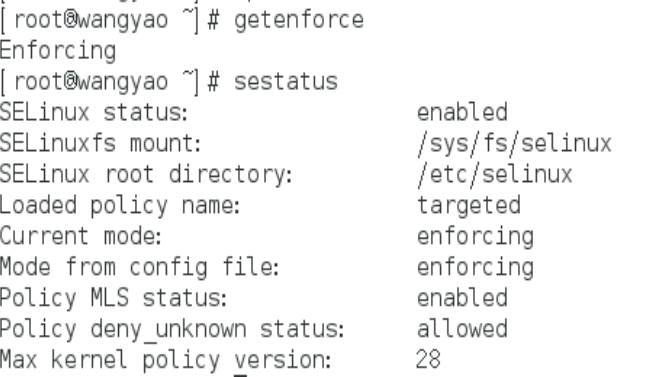 [root@wangyao ~]# getenforce
Enforcing
[root@wangyao ~]# sestatus
SELinux status:                 enabled
SELinuxfs mount:                /sys/fs/selinux
SELinux root directory:         /etc/selinux
Loaded policy name:             targeted
Current mode:                   enforcing
Mode from config file:          enforcing
Policy MLS status:              enabled
Policy deny_unknown status:     allowed
Max kernel policy version:      28